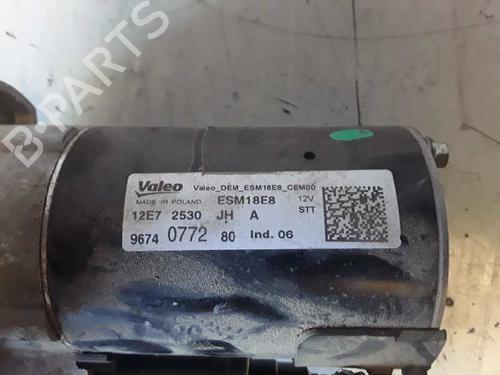 B-PARTS
Valeo Valeo_DEM_ESM18E8_CEM00
MADE IN POLAND ESM18E8 12V
12E7 2530 JH A STT
9674 0772 80 Ind. 06